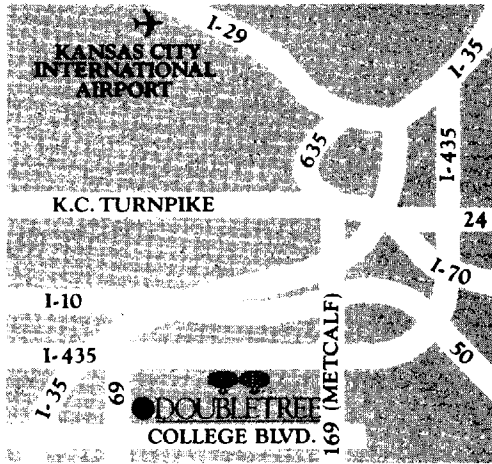 I-29
I-35
KANSAS CITY
INTERNATIONAL
AIRPORT
635
I-435
K.C. TURNPIKE
24
I-70
I-10
169 (METCALF)
I-435
50
I-35
69
DOUBLETREE
COLLEGE BLVD.